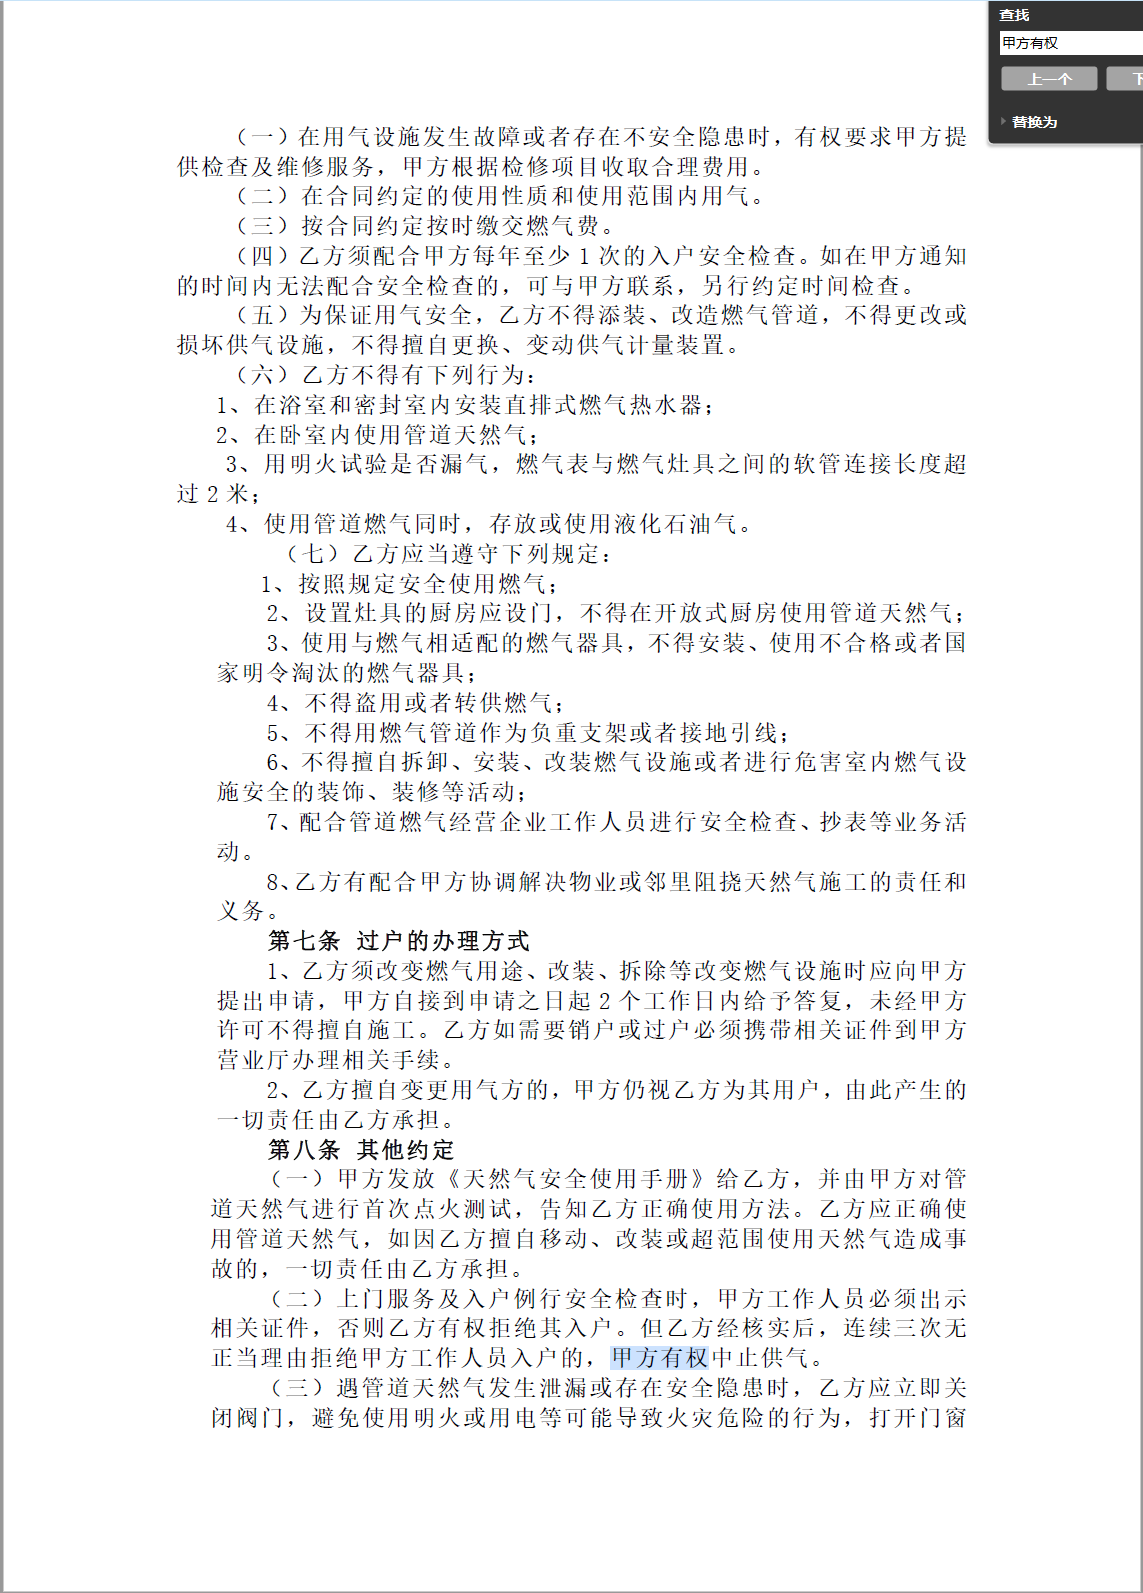 查找
甲方有权
上一个
下
替换为
（一）在用气设施发生故障或者存在不安全隐患时，有权要求甲方提
供检查及维修服务，甲方根据检修项目收取合理费用。
（二）在合同约定的使用性质和使用范围内用气。
（三）按合同约定按时缴交燃气费。
（四）乙方须配合甲方每年至少1次的入户安全检查。如在甲方通知
的时间内无法配合安全检查的，可与甲方联系，另行约定时间检查。
（五）为保证用气安全，乙方不得添装、改造燃气管道，不得更改或
损坏供气设施，不得擅自更换、变动供气计量装置。
（六）乙方不得有下列行为：
1、在浴室和密封室内安装直排式燃气热水器；
2、在卧室内使用管道天然气；
3、用明火试验是否漏气，燃气表与燃气灶具之间的软管连接长度超
过2米；
4、使用管道燃气同时，存放或使用液化石油气。
（七）乙方应当遵守下列规定：
1、按照规定安全使用燃气；
2、设置灶具的厨房应设门，不得在开放式厨房使用管道天然气；
3、使用与燃气相适配的燃气器具，不得安装、使用不合格或者国
家明令淘汰的燃气器具；
4、不得盗用或者转供燃气；
5、不得用燃气管道作为负重支架或者接地引线；
6、不得擅自拆卸、安装、改装燃气设施或者进行危害室内燃气设
施安全的装饰、装修等活动；
7、配合管道燃气经营企业工作人员进行安全检查、抄表等业务活
动。
8、乙方有配合甲方协调解决物业或邻里阻挠天然气施工的责任和
义务。
第七条 过户的办理方式
1、乙方须改变燃气用途、改装、拆除等改变燃气设施时应向甲方
提出申请，甲方自接到申请之日起2个工作日内给予答复，未经甲方
许可不得擅自施工。乙方如需要销户或过户必须携带相关证件到甲方
营业厅办理相关手续。
2、乙方擅自变更用气方的，甲方仍视乙方为其用户，由此产生的
一切责任由乙方承担。
第八条 其他约定
（一）甲方发放《天然气安全使用手册》给乙方，并由甲方对管
道天然气进行首次点火测试，告知乙方正确使用方法。乙方应正确使
用管道天然气，如因乙方擅自移动、改装或超范围使用天然气造成事
故的，一切责任由乙方承担。
（二）上门服务及入户例行安全检查时，甲方工作人员必须出示
相关证件，否则乙方有权拒绝其入户。但乙方经核实后，连续三次无
正当理由拒绝甲方工作人员入户的，甲方有权中止供气。
（三）遇管道天然气发生泄漏或存在安全隐患时，乙方应立即关
闭阀门，避免使用明火或用电等可能导致火灾危险的行为，打开门窗